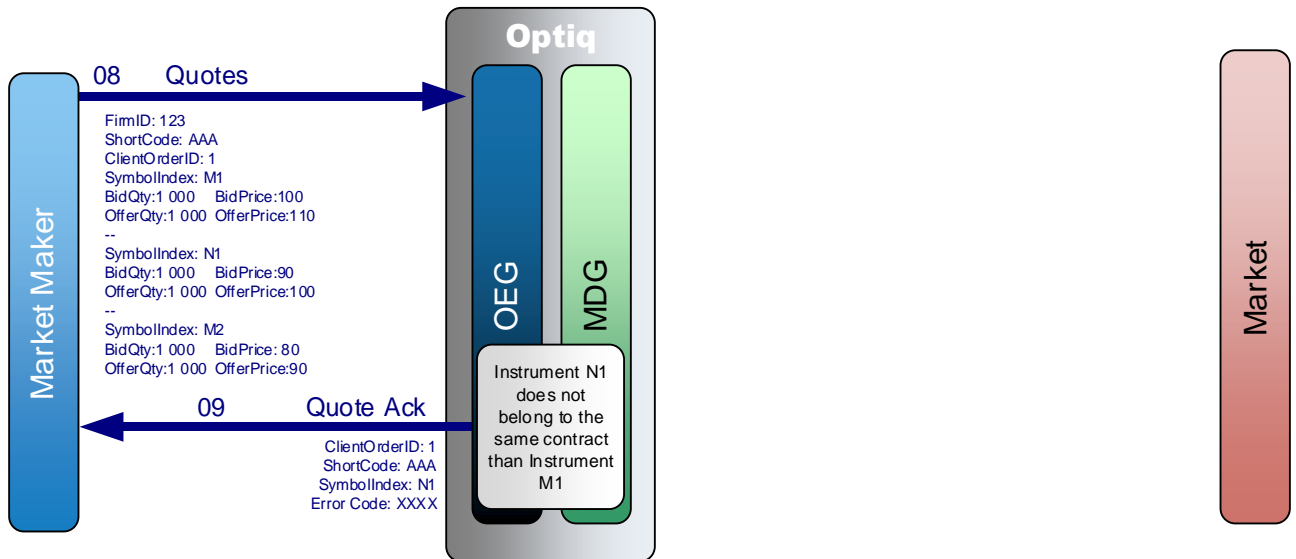 Optiq
08 Quotes
FirmID: 123
ShortCode: AAA
ClientOrderID: 1
SymbolIndex: M1
BidQty:1 000 BidPrice:100
OfferQty:1 000 OfferPrice:110
--
SymbolIndex: N1
BidQty:1 000 BidPrice:90
OfferQty:1 000 OfferPrice:100
--
SymbolIndex: M2
BidQty:1 000 BidPrice: 80
OfferQty:1 000 OfferPrice:90
09 Quote Ack
ClientOrderID: 1
ShortCode: AAA
SymbolIndex: N1
Error Code: XXXX
Market Maker
OEG
MDG
Instrument N1
does not
belong to the
same contract
than Instrument
M1
Market